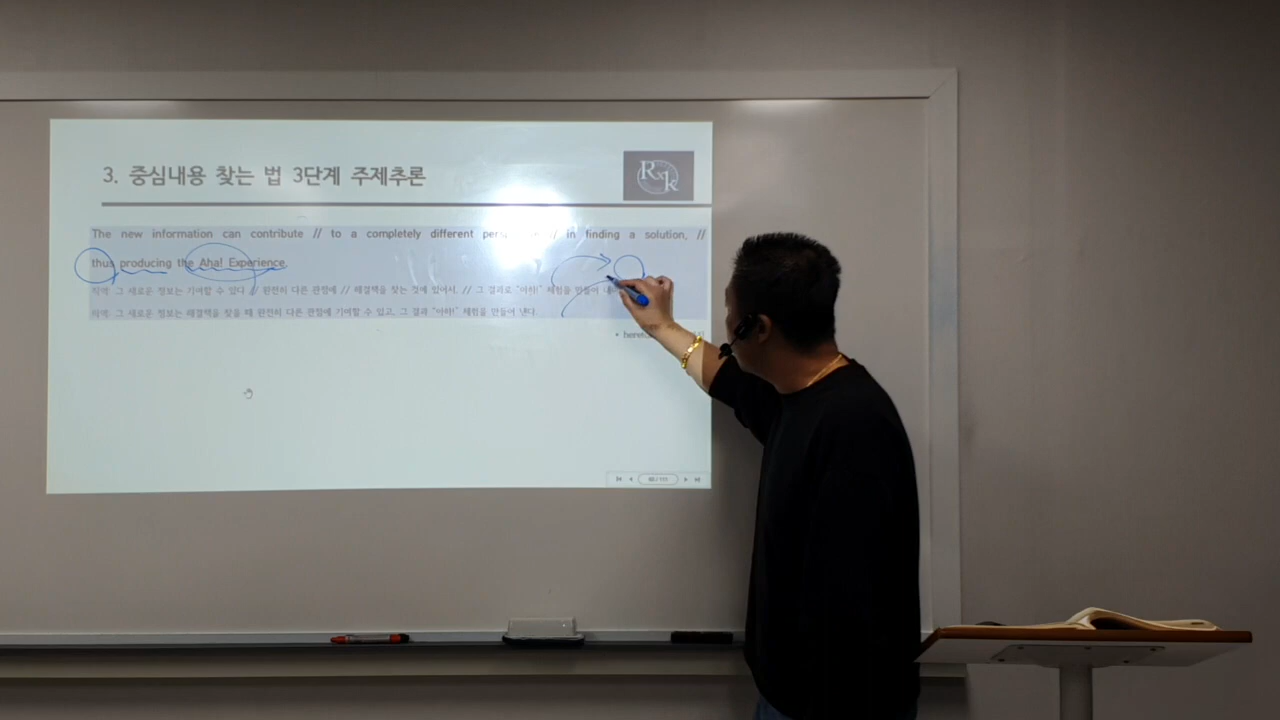 3. 중심내용 찾는 법 3단계 주제추론
R k
The new information can contribute // to a completely different // in finding a solution, //
thus producing the Aha! Experience.
직역: 그 새로운 정보는 기여할 수 있다 // 완전히 다른 관점에 // 해결책을 찾는 것에 있어서, // 그 결과로 "아하!" 체험을 만들어
의역: 그 새로운 정보는 해결책을 찾을 때 완전히 다른 관점에 기여할 수 있고, 그 결과 "아하!" 체험을 만들어 낸다.